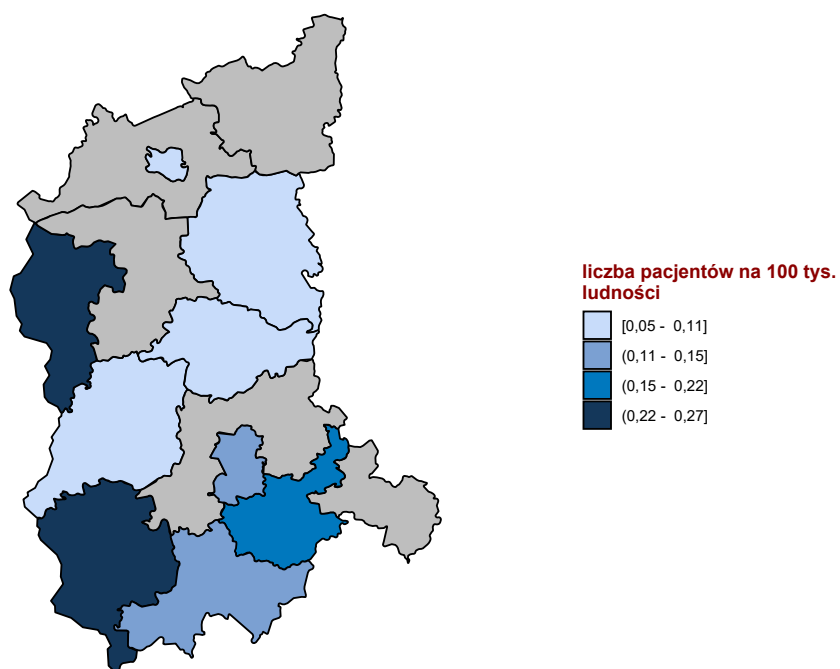 liczba pacjentów na 100 tys.
ludności
[0,05 - 0,11]
(0,11 - 0,15]
(0,15 - 0,22]
(0,22 - 0,27]